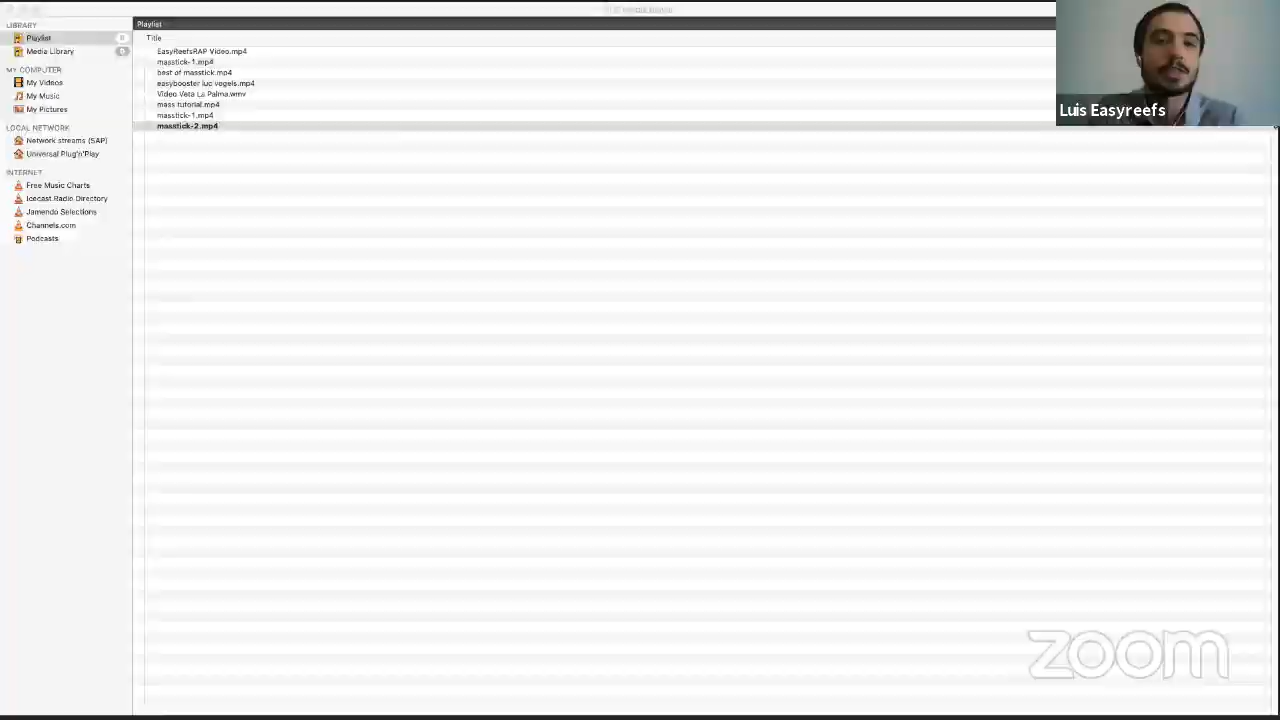 LIBRARY
Playlist
Media Library
MY COMPUTER
My Videos
My Music
My Pictures
LOCAL NETWORK
Network streams (SAP)
Universal Plug'n'Play
INTERNET
Free Music Charts
Icecast Radio Directory
Jamendo Selections
Channels.com
Podcasts
Playlist
Title
EasyReefsRAP Video.mp4
masstick-1.mp4
best of masstick.mp4
easybooster luc vogels.mp4
Video Veta La Palma.wmv
mass tutorial.mp4
masstick-1.mp4
masstick-2.mp4
Luis Easyreefs
zoom